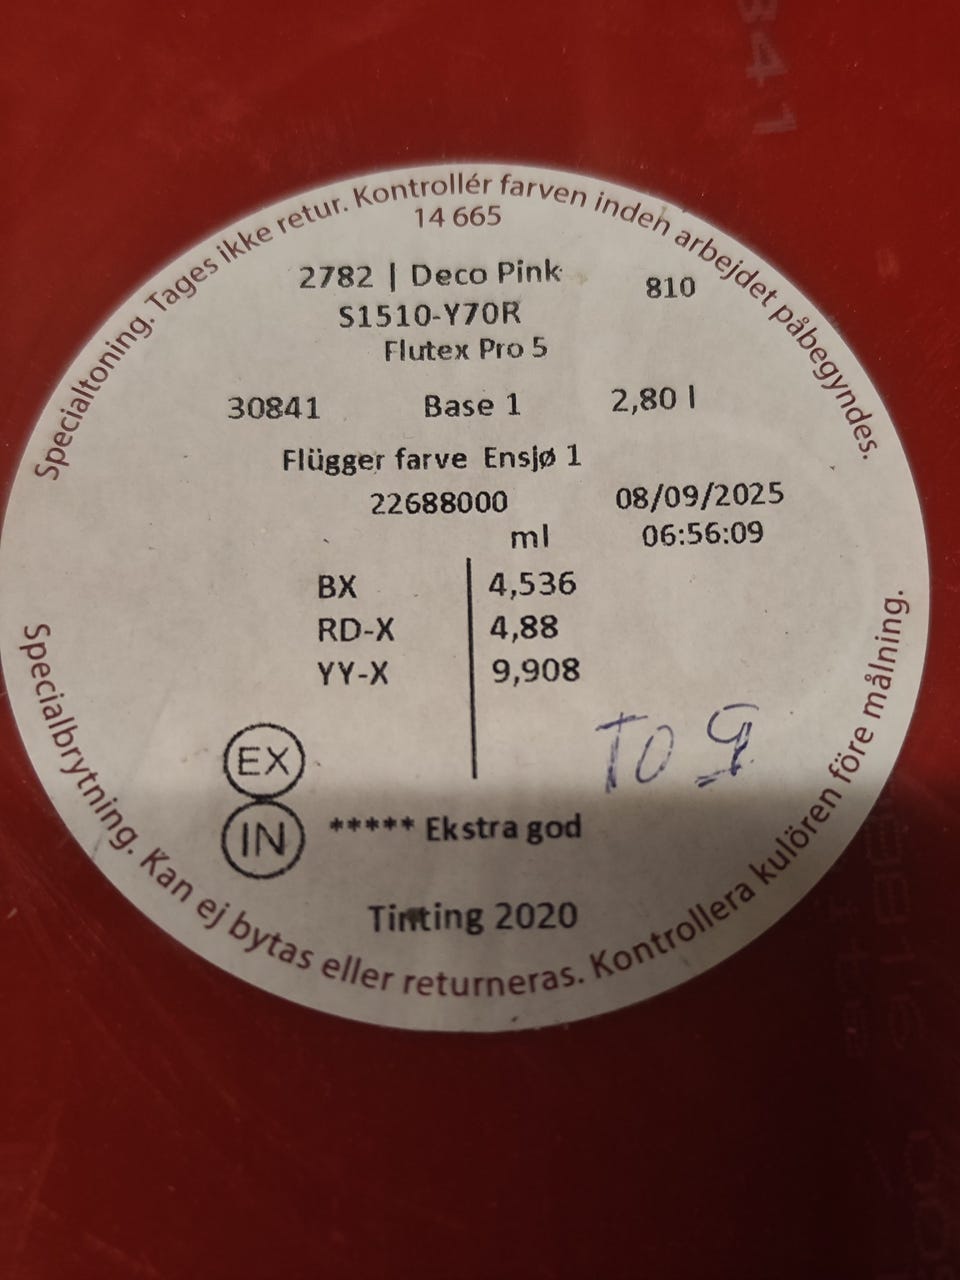 841
Specialtoning. Tages ikke retur. Kontrollér farven inden arbejdet påbegyndes.
14 665
2782 | Deco Pink 810
S1510-Y70R
Flutex Pro 5
30841 Base 1 2,80 l
Flügger farve Ensjø 1
22688000 08/09/2025
ml 06:56:09
BX 4,536
RD-X 4,88
YY-X 9,908
TO 9
EX
IN ***** Ekstra god
Tinting 2020
Specialbrytning. Kan ej bytas eller returneras. Kontrollera kulören före målning.